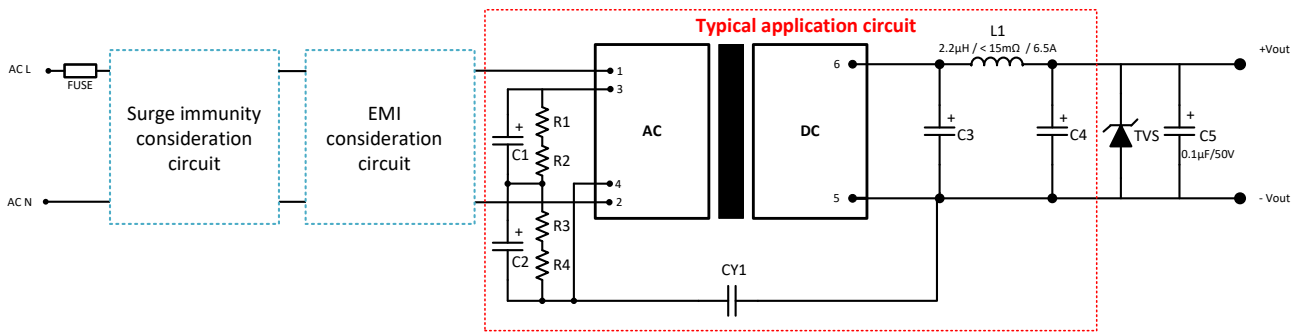 Typical application circuit
L1
2.2µH / < 15mΩ / 6.5A
+Vout
AC L
FUSE
1
3
6
Surge immunity
consideration
circuit
EMI
consideration
circuit
+
C1
R1
R2
AC
DC
+
C3
+
C4
TVS
+
C5
0.1µF/50V
4
2
5
AC N
- Vout
+
C2
R3
R4
CY1